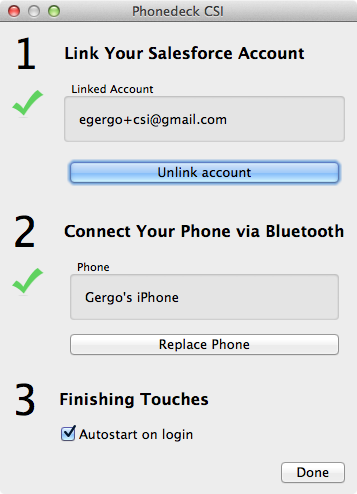 Phonedeck CSI
1 Link Your Salesforce Account
Linked Account
egergo+csi@gmail.com
Unlink account
2 Connect Your Phone via Bluetooth
Phone
Gergo's iPhone
Replace Phone
3 Finishing Touches
Autostart on login
Done